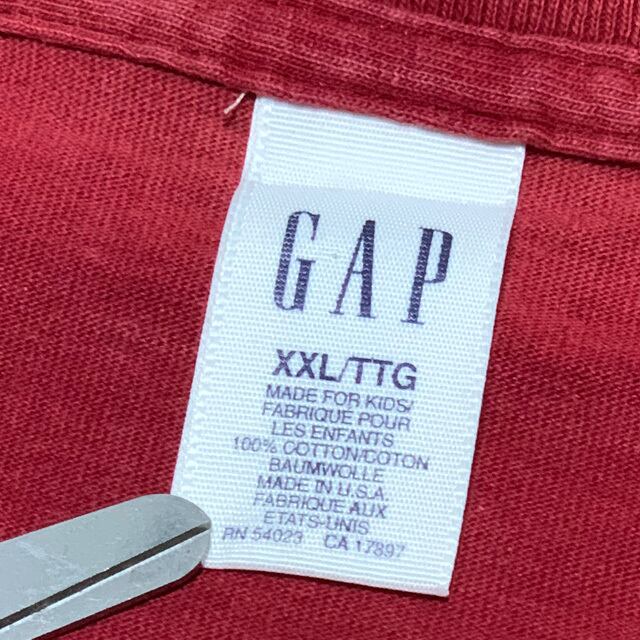 GAP
XXL/TTG
MADE FOR KIDS/
FABRIQUE POUR
LES ENFANTS
100% COTTON/COTON
BAUMWOLLE
MADE IN U.S.A
FABRIQUE AUX
ETATS-UNIS
RN 54023 CA 17897